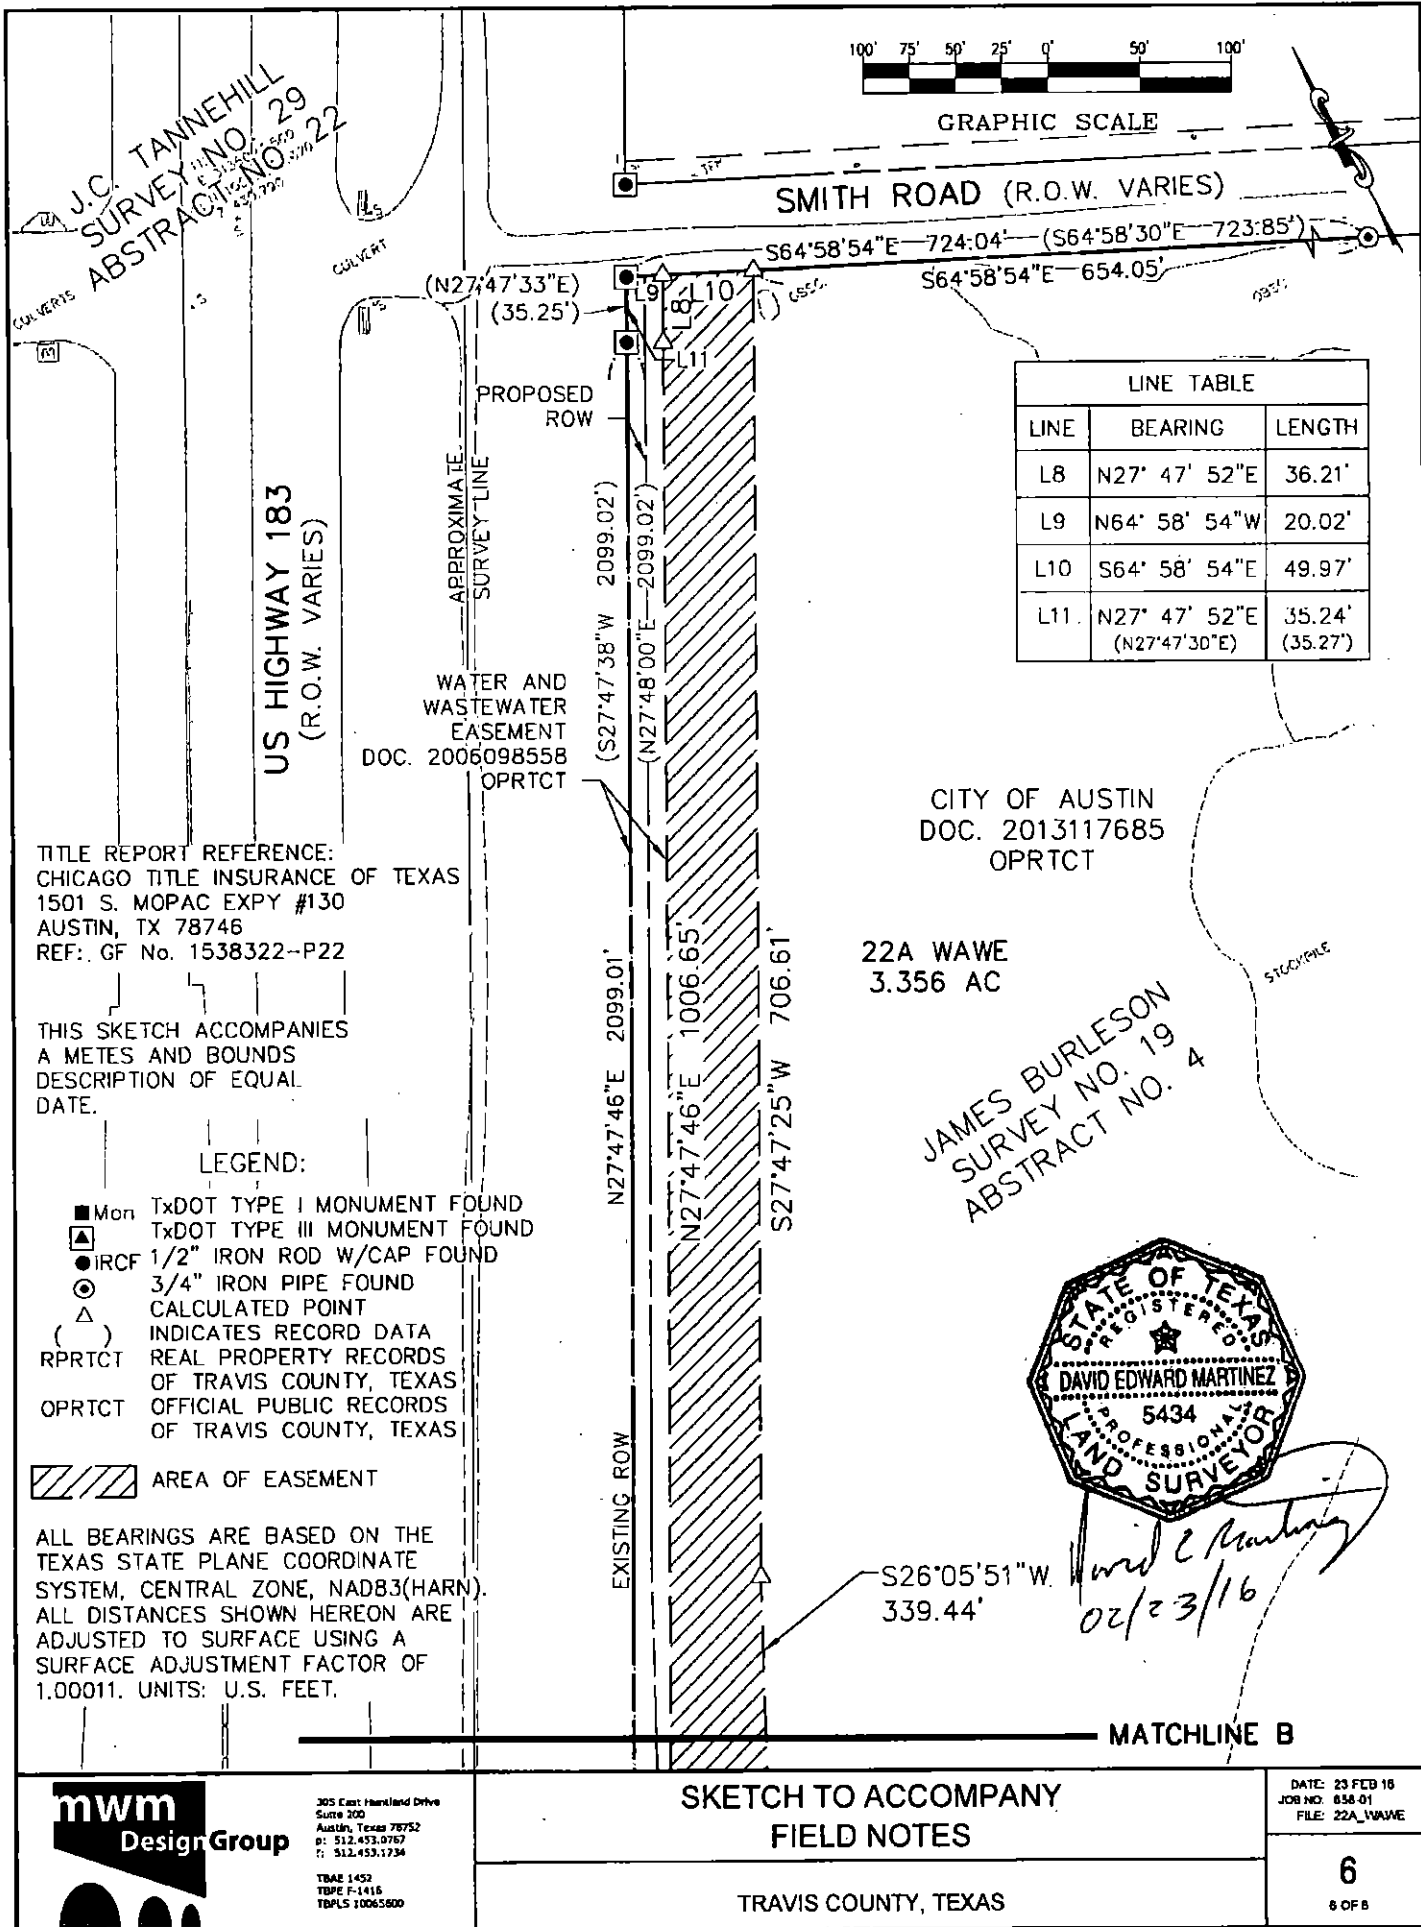 100' 75' 50' 25' 0' 50' 100'
GRAPHIC SCALE
J.C. TANNEHILL
SURVEY NO. 29
ABSTRACT NO. 22
SMITH ROAD (R.O.W. VARIES)
S64°58'54"E 724.04' (S64°58'30"E 723.85')
S64°58'54"E 654.05'
CULVERT
CULVERTS
(N27°47'33"E)
(35.25')
L9
L10
L8
L11
PROPOSED
ROW
APPROXIMATE
SURVEY LINE
LINE TABLE
LINE BEARING LENGTH
L8 N27° 47' 52"E 36.21'
L9 N64° 58' 54"W 20.02'
L10 S64° 58' 54"E 49.97'
L11 N27° 47' 52"E 35.24'
(N27°47'30"E) (35.27')
US HIGHWAY 183
(R.O.W. VARIES)
(S27°47'38"W 2099.02')
(N27°48'00"E 2099.02')
WATER AND
WASTEWATER
EASEMENT
DOC. 2006098558
OPRTCT
CITY OF AUSTIN
DOC. 2013117685
OPRTCT
22A WAWE
3.356 AC
STOCKPILE
JAMES BURLESON
SURVEY NO. 19
ABSTRACT NO. 4
N27°47'46"E 2099.01'
N27°47'46"E 1006.65'
S27°47'25"W 706.61'
EXISTING ROW
TITLE REPORT REFERENCE:
CHICAGO TITLE INSURANCE OF TEXAS
1501 S. MOPAC EXPY #130
AUSTIN, TX 78746
REF: GF No. 1538322-P22
THIS SKETCH ACCOMPANIES
A METES AND BOUNDS
DESCRIPTION OF EQUAL
DATE.
LEGEND:
Mon TxDOT TYPE I MONUMENT FOUND
TxDOT TYPE III MONUMENT FOUND
IRCF 1/2" IRON ROD W/CAP FOUND
3/4" IRON PIPE FOUND
CALCULATED POINT
( ) INDICATES RECORD DATA
RPRTCT REAL PROPERTY RECORDS
OF TRAVIS COUNTY, TEXAS
OPRTCT OFFICIAL PUBLIC RECORDS
OF TRAVIS COUNTY, TEXAS
AREA OF EASEMENT
ALL BEARINGS ARE BASED ON THE
TEXAS STATE PLANE COORDINATE
SYSTEM, CENTRAL ZONE, NAD83(HARN).
ALL DISTANCES SHOWN HEREON ARE
ADJUSTED TO SURFACE USING A
SURFACE ADJUSTMENT FACTOR OF
1.00011. UNITS: U.S. FEET.
STATE OF TEXAS
REGISTERED
DAVID EDWARD MARTINEZ
5434
PROFESSIONAL
LAND SURVEYOR
02/23/16
S26°05'51"W
339.44'
MATCHLINE B
mwm
DesignGroup
Suite 200
Austin, Texas 78752
p: 512.453.0767
f: 512.453.1734
TBAE 1452
TBPE F-1416
TBPLS 10065600
SKETCH TO ACCOMPANY
FIELD NOTES
TRAVIS COUNTY, TEXAS
DATE: 23 FEB 16
JOB NO: 658-01
FILE: 22A_WAWE
6